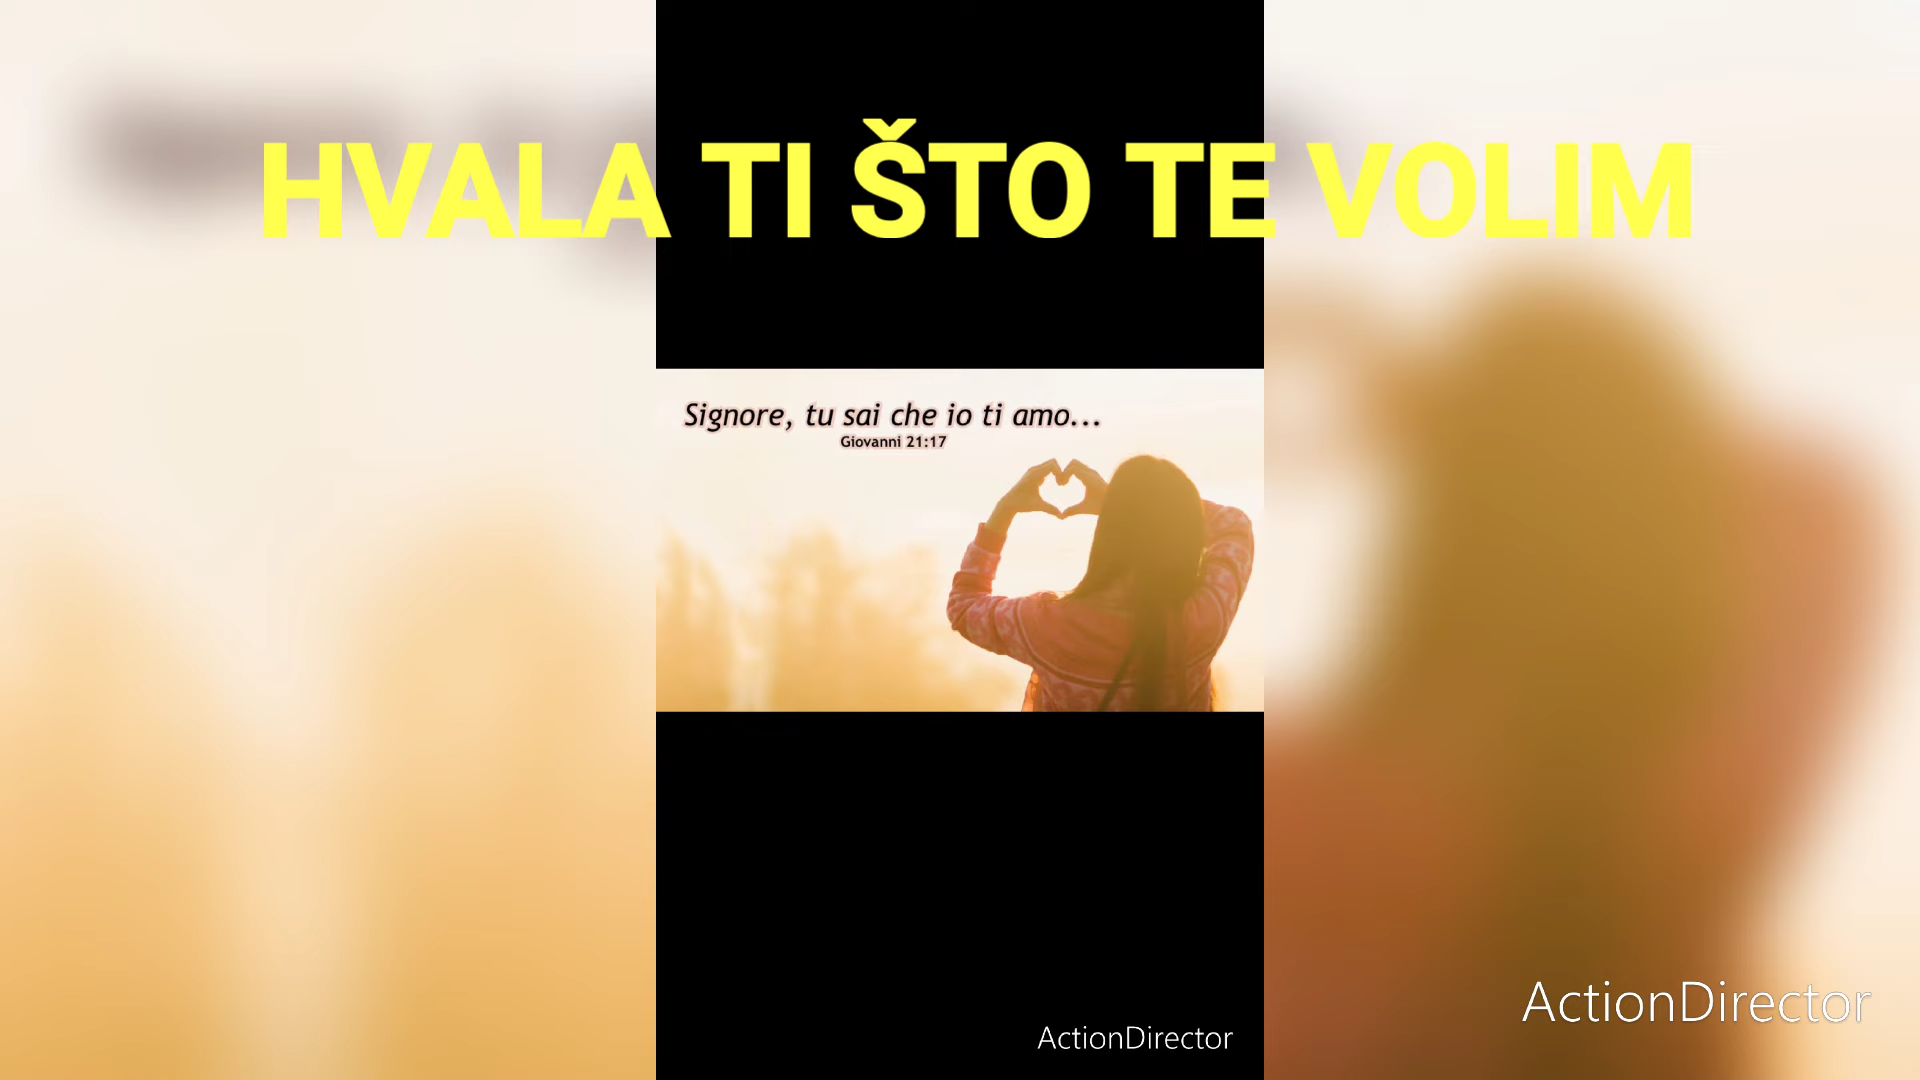 HVALA TI ŠTO TE VOLIM
Signore, tu sai che io ti amo...
Giovanni 21:17
ActionDirector
ActionDirector